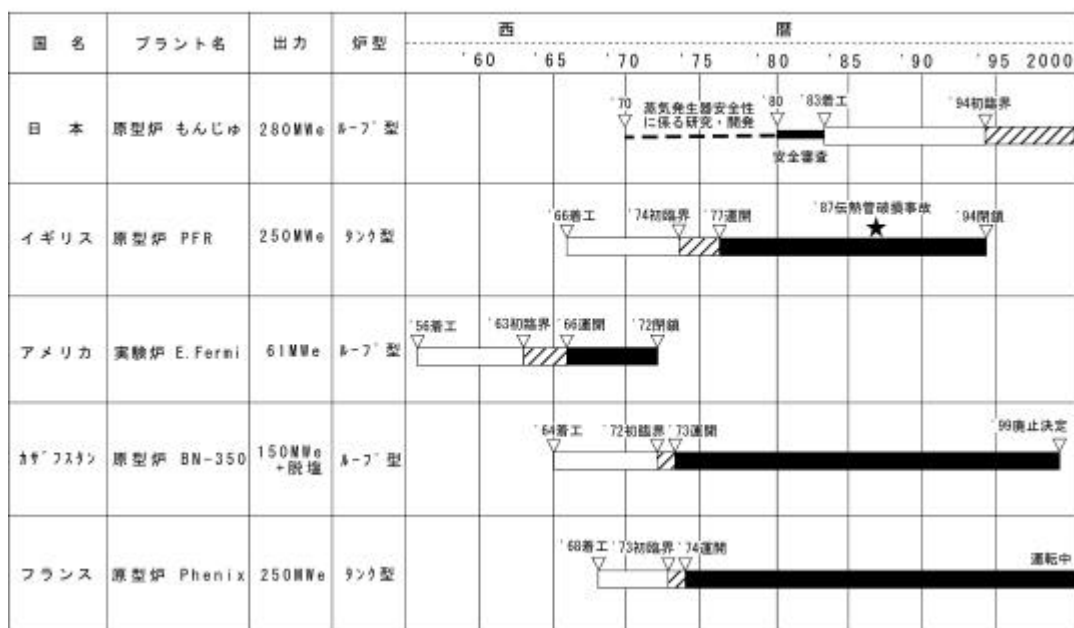 国 名 プラント名 出力 炉型 西 暦
'60 '65 '70 '75 '80 '85 '90 '95 2000
日 本 原型炉 もんじゅ 280MWe ﾙｰﾌﾟ型
'70 蒸気発生器安全性 '80 '83着工 '94初臨界
に係る研究・開発
安全審査
イギリス 原型炉 PFR 250MWe ﾀﾝｸ型
'66着工 '74初臨界 '77運開 '87伝熱管破損事故 '94閉鎖
★
アメリカ 実験炉 E.Fermi 61MWe ﾙｰﾌﾟ型
'56着工 '63初臨界 '66運開 '72閉鎖
ｶｻﾞﾌｽﾀﾝ 原型炉 BN-350 150MWe ﾙｰﾌﾟ型
+脱塩
'64着工 '72初臨界 '73運開 '99廃止決定
フランス 原型炉 Phenix 250MWe ﾀﾝｸ型
'68着工 '73初臨界 '74運開 運転中